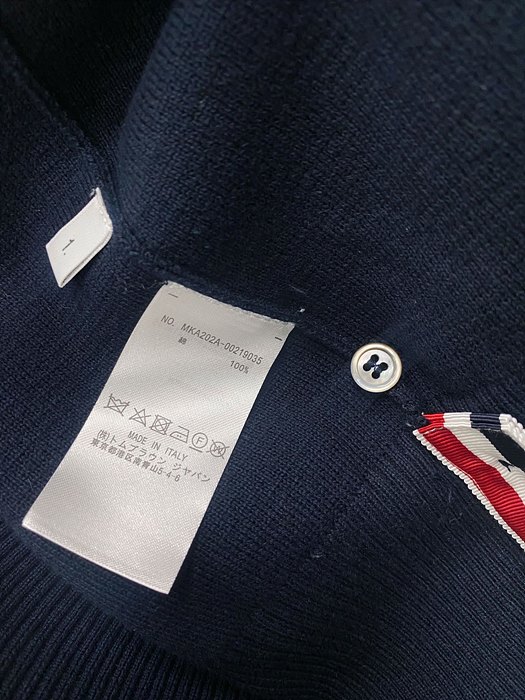 1
NO. MKA202A-00219035
綿 100%
MADE IN ITALY
(株)トムブラウン ジャパン
東京都港区南青山5-4-6